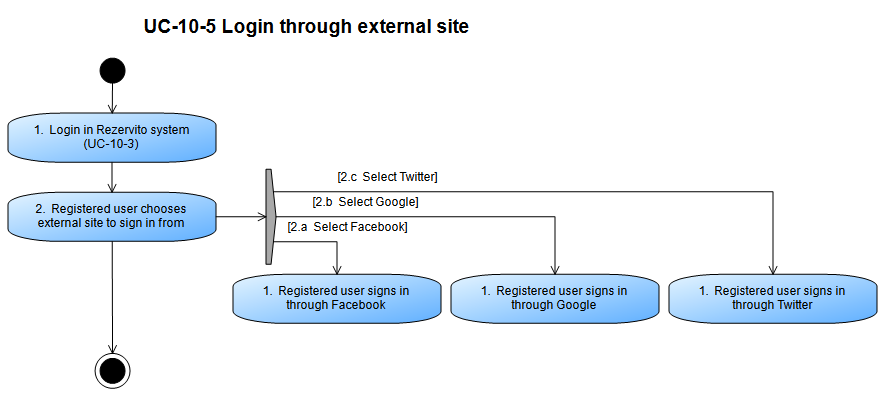 UC-10-5 Login through external site
1. Login in Rezervito system
(UC-10-3)
2. Registered user chooses
external site to sign in from
[2.c Select Twitter]
[2.b Select Google]
[2.a Select Facebook]
1. Registered user signs in
through Facebook
1. Registered user signs in
through Google
1. Registered user signs in
through Twitter